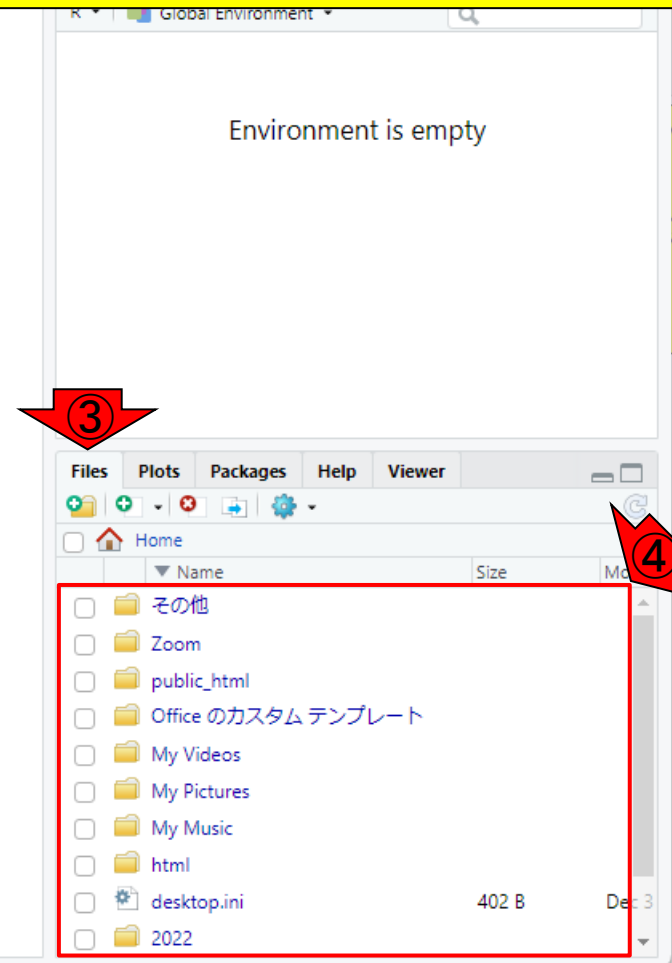 R Global Environment
Environment is empty
③
Files Plots Packages Help Viewer
④
Home
Name Size
その他
Zoom
public_html
Office のカスタム テンプレート
My Videos
My Pictures
My Music
html
desktop.ini 402 B Dec 3
2022